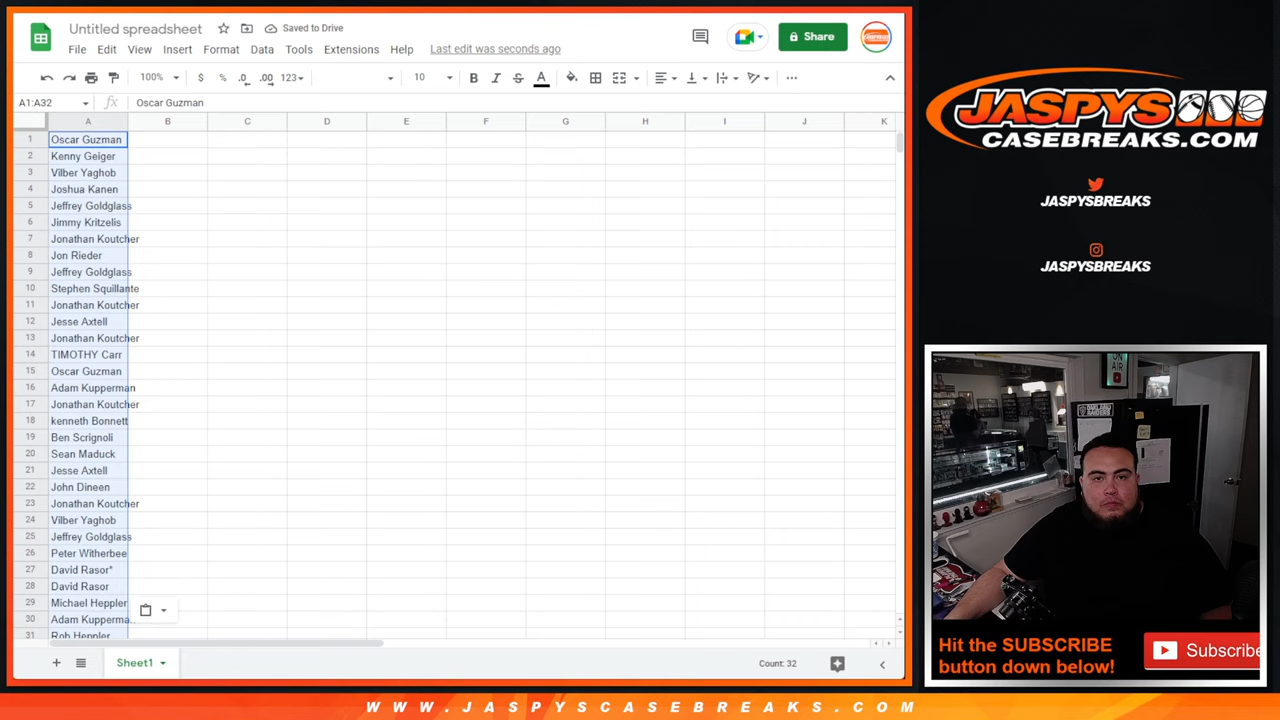 Untitled spreadsheet
Saved to Drive
File Edit View Insert Format Data Tools Extensions Help
Last edit was seconds ago
Share
100% $ % .0 .00 123 10 B I S A
A1:A32 fx Oscar Guzman
A B C D E F G H I J K
1 Oscar Guzman
2 Kenny Geiger
3 Vilber Yaghob
4 Joshua Kanen
5 Jeffrey Goldglass
6 Jimmy Kritzelis
7 Jonathan Koutcher
8 Jon Rieder
9 Jeffrey Goldglass
10 Stephen Squillante
11 Jonathan Koutcher
12 Jesse Axtell
13 Jonathan Koutcher
14 TIMOTHY Carr
15 Oscar Guzman
16 Adam Kupperman
17 Jonathan Koutcher
18 kenneth Bonnett
19 Ben Scrignoli
20 Sean Maduck
21 Jesse Axtell
22 John Dineen
23 Jonathan Koutcher
24 Vilber Yaghob
25 Jeffrey Goldglass
26 Peter Witherbee
27 David Rasor*
28 David Rasor
29 Michael Heppler
30 Adam Kupperman
31 Rob Heppler
Sheet1
Count: 32
JASPYS
CASEBREAKS.COM
JASPYSBREAKS
JASPYSBREAKS
ON AIR
OAKLAND RAIDERS
Hit the SUBSCRIBE
button down below!
Subscribe
WWW.JASPYSCASEBREAKS.COM